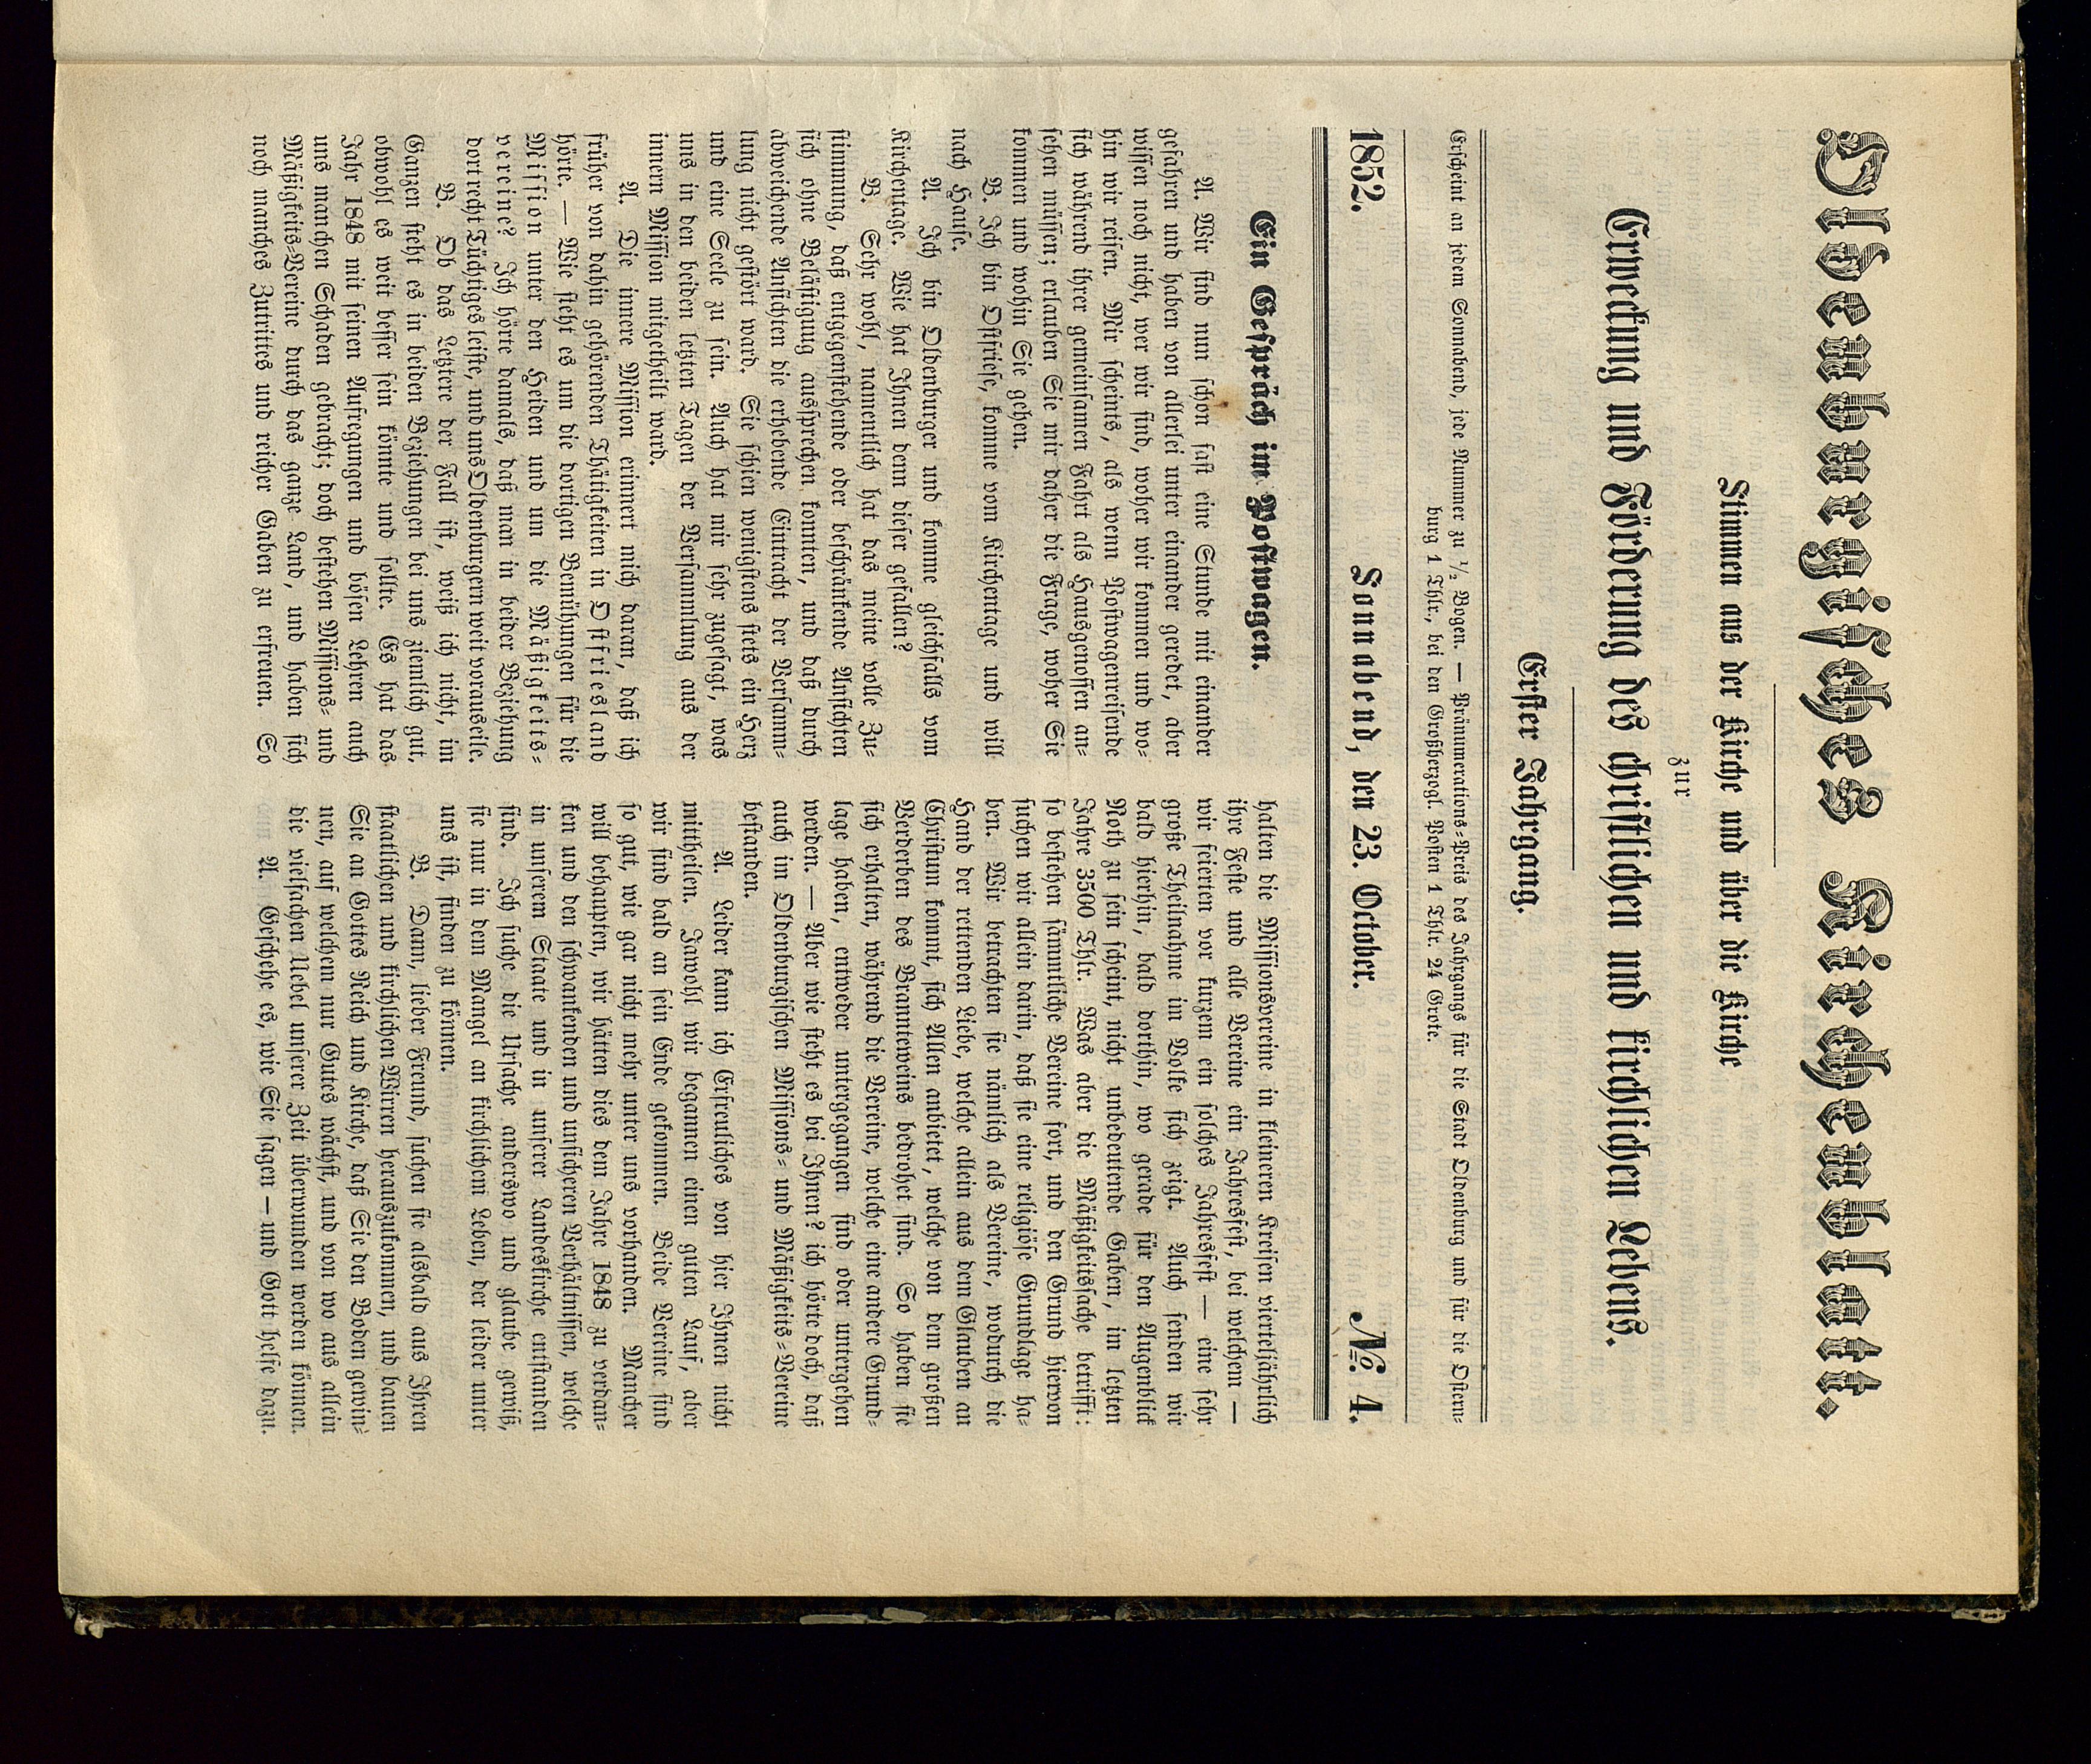 Oldenburgisches Kirchenblatt.
Stimmen aus der Kirche und über die Kirche
zur
Erweckung und Förderung des christlichen und kirchlichen Lebens.
Erster Jahrgang.
Erscheint an jedem Sonnabend, jede Nummer zu 1/2 Bogen. — Pränumerations-Preis des Jahrgangs für die Stadt Oldenburg und für die Ostern-
burg 1 Thlr., bei den Großherzogl. Posten 1 Thlr. 24 Grote.
1852. Sonnabend, den 23. October. №. 4.
Ein Gespräch im Postwagen.
A. Wir sind nun schon fast eine Stunde mit einander
gefahren und haben von allerlei unter einander geredet, aber
wissen noch nicht, wer wir sind, woher wir kommen und wo-
hin wir reisen. Mir scheints, als wenn Postwagenreisende
sich während ihrer gemeinsamen Fahrt als Hausgenossen an-
sehen müssen; erlauben Sie mir daher die Frage, woher Sie
kommen und wohin Sie gehen.
B. Ich bin Ostfriese, komme vom Kirchentage und will
nach Hause.
A. Ich bin Oldenburger und komme gleichfalls vom
Kirchentage. Wie hat Ihnen denn dieser gefallen?
B. Sehr wohl, namentlich hat das meine volle Zu-
stimmung, daß entgegenstehende oder beschränkende Ansichten
sich ohne Belästigung aussprechen konnten, und daß durch
abweichende Ansichten die erhebende Eintracht der Versamm-
lung nicht gestört ward. Sie schien wenigstens stets ein Herz
und eine Seele zu sein. Auch hat mir sehr zugesagt, was
uns in den beiden letzten Tagen der Versammlung aus der
innern Mission mitgetheilt ward.
A. Die innere Mission erinnert mich daran, daß ich
früher von dahin gehörenden Thätigkeiten in Ostfriesland
hörte. — Wie steht es um die dortigen Bemühungen für die
Mission unter den Heiden und um die Mäßigkeits-
vereine? Ich hörte damals, daß man in beider Beziehung
dort recht Tüchtiges leiste, und uns Oldenburgern weit vorauseile.
B. Ob das Letztere der Fall ist, weiß ich nicht, im
Ganzen steht es in beiden Beziehungen bei uns ziemlich gut,
obwohl es weit besser sein könnte und sollte. Es hat das
Jahr 1848 mit seinen Aufregungen und bösen Lehren auch
uns manchen Schaden gebracht; doch bestehen Missions- und
Mäßigkeits-Vereine durch das ganze Land, und haben sich
noch manches Zutrittes und reicher Gaben zu erfreuen. So
halten die Missionsvereine in kleineren Kreisen vierteljährlich
ihre Feste und alle Vereine ein Jahresfest, bei welchem —
wir feierten vor kurzem ein solches Jahresfest — eine sehr
große Theilnahme im Volke sich zeigt. Auch senden wir
bald hierhin, bald dorthin, wo gerade für den Augenblick
Noth zu sein scheint, nicht unbedeutende Gaben, im letzten
Jahre 3500 Thlr. Was aber die Mäßigkeitssache betrifft:
so bestehen sämmtliche Vereine fort, und den Grund hiervon
suchen wir allein darin, daß sie eine religiöse Grundlage ha-
ben. Wir betrachten sie nämlich als Vereine, wodurch die
Hand der rettenden Liebe, welche allein aus dem Glauben an
Christum kommt, sich Allen anbietet, welche von dem großen
Verderben des Branntweins bedrohet sind. So haben sie
sich erhalten, während die Vereine, welche eine andere Grund-
lage haben, entweder untergegangen sind oder untergehen
werden. — Aber wie steht es bei Ihnen? ich hörte doch, daß
auch im Oldenburgischen Missions- und Mäßigkeits-Vereine
bestanden.
A. Leider kann ich Erfreuliches von hier Ihnen nicht
mittheilen. Jawohl wir begannen einen guten Lauf, aber
wir sind bald an sein Ende gekommen. Beide Vereine sind
so gut, wie gar nicht mehr unter uns vorhanden. Mancher
will behaupten, wir hätten dies dem Jahre 1848 zu verdan-
ken und den schwankenden und unsicheren Verhältnissen, welche
in unserem Staate und in unserer Landeskirche entstanden
sind. Ich suche die Ursache anderswo und glaube gewiß,
sie nur in dem Mangel an kirchlichem Leben, der leider unter
uns ist, finden zu können.
B. Dann, lieber Freund, suchen sie alsbald aus Ihren
staatlichen und kirchlichen Wirren herauszukommen, und bauen
Sie an Gottes Reich und Kirche, daß Sie den Boden gewin-
nen, auf welchem nur Gutes wächst, und von wo aus allein
die vielfachen Uebel unserer Zeit überwunden werden können.
A. Geschehe es, wie Sie sagen — und Gott helfe dazu.